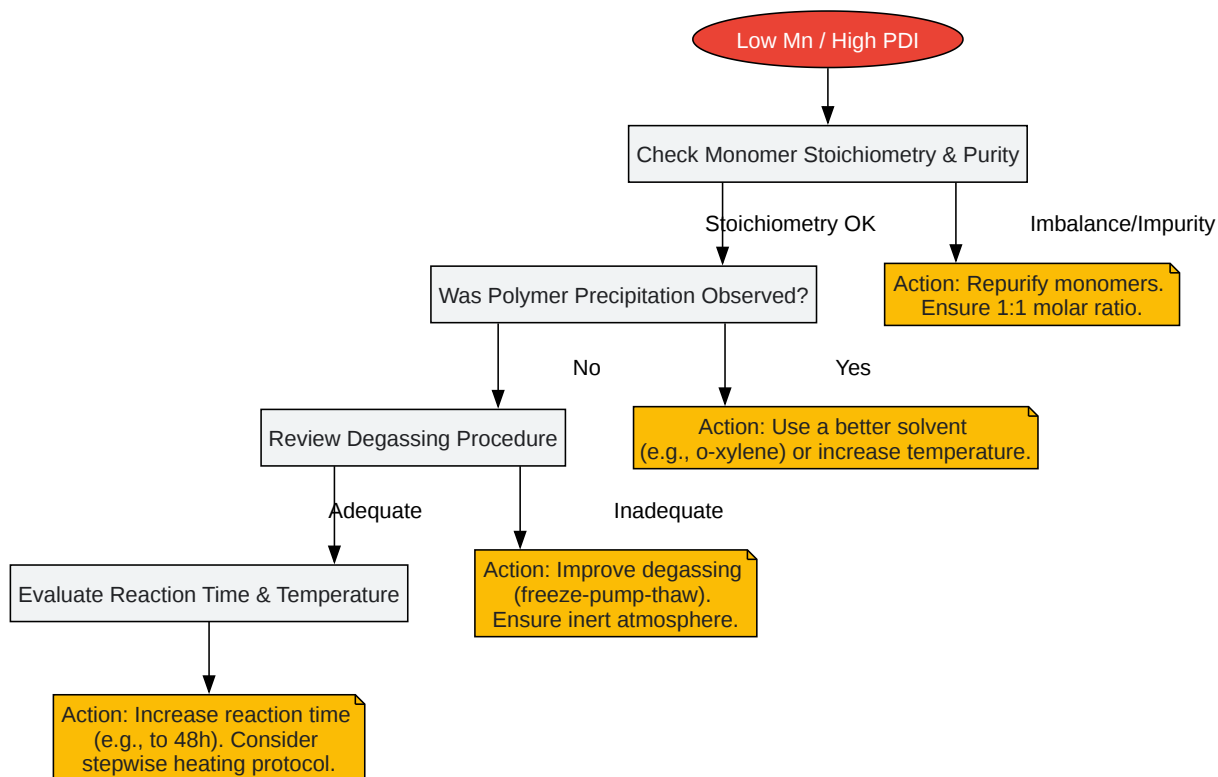 Low Mn / High PDI
Check Monomer Stoichiometry & Purity
Stoichiometry OK
Imbalance/Impurity
Was Polymer Precipitation Observed?
Action: Repurify monomers.
Ensure 1:1 molar ratio.
No
Yes
Review Degassing Procedure
Action: Use a better solvent
(e.g., o-xylene) or increase temperature.
Adequate
Inadequate
Evaluate Reaction Time & Temperature
Action: Improve degassing
(freeze-pump-thaw).
Ensure inert atmosphere.
Action: Increase reaction time
(e.g., to 48h). Consider
stepwise heating protocol.